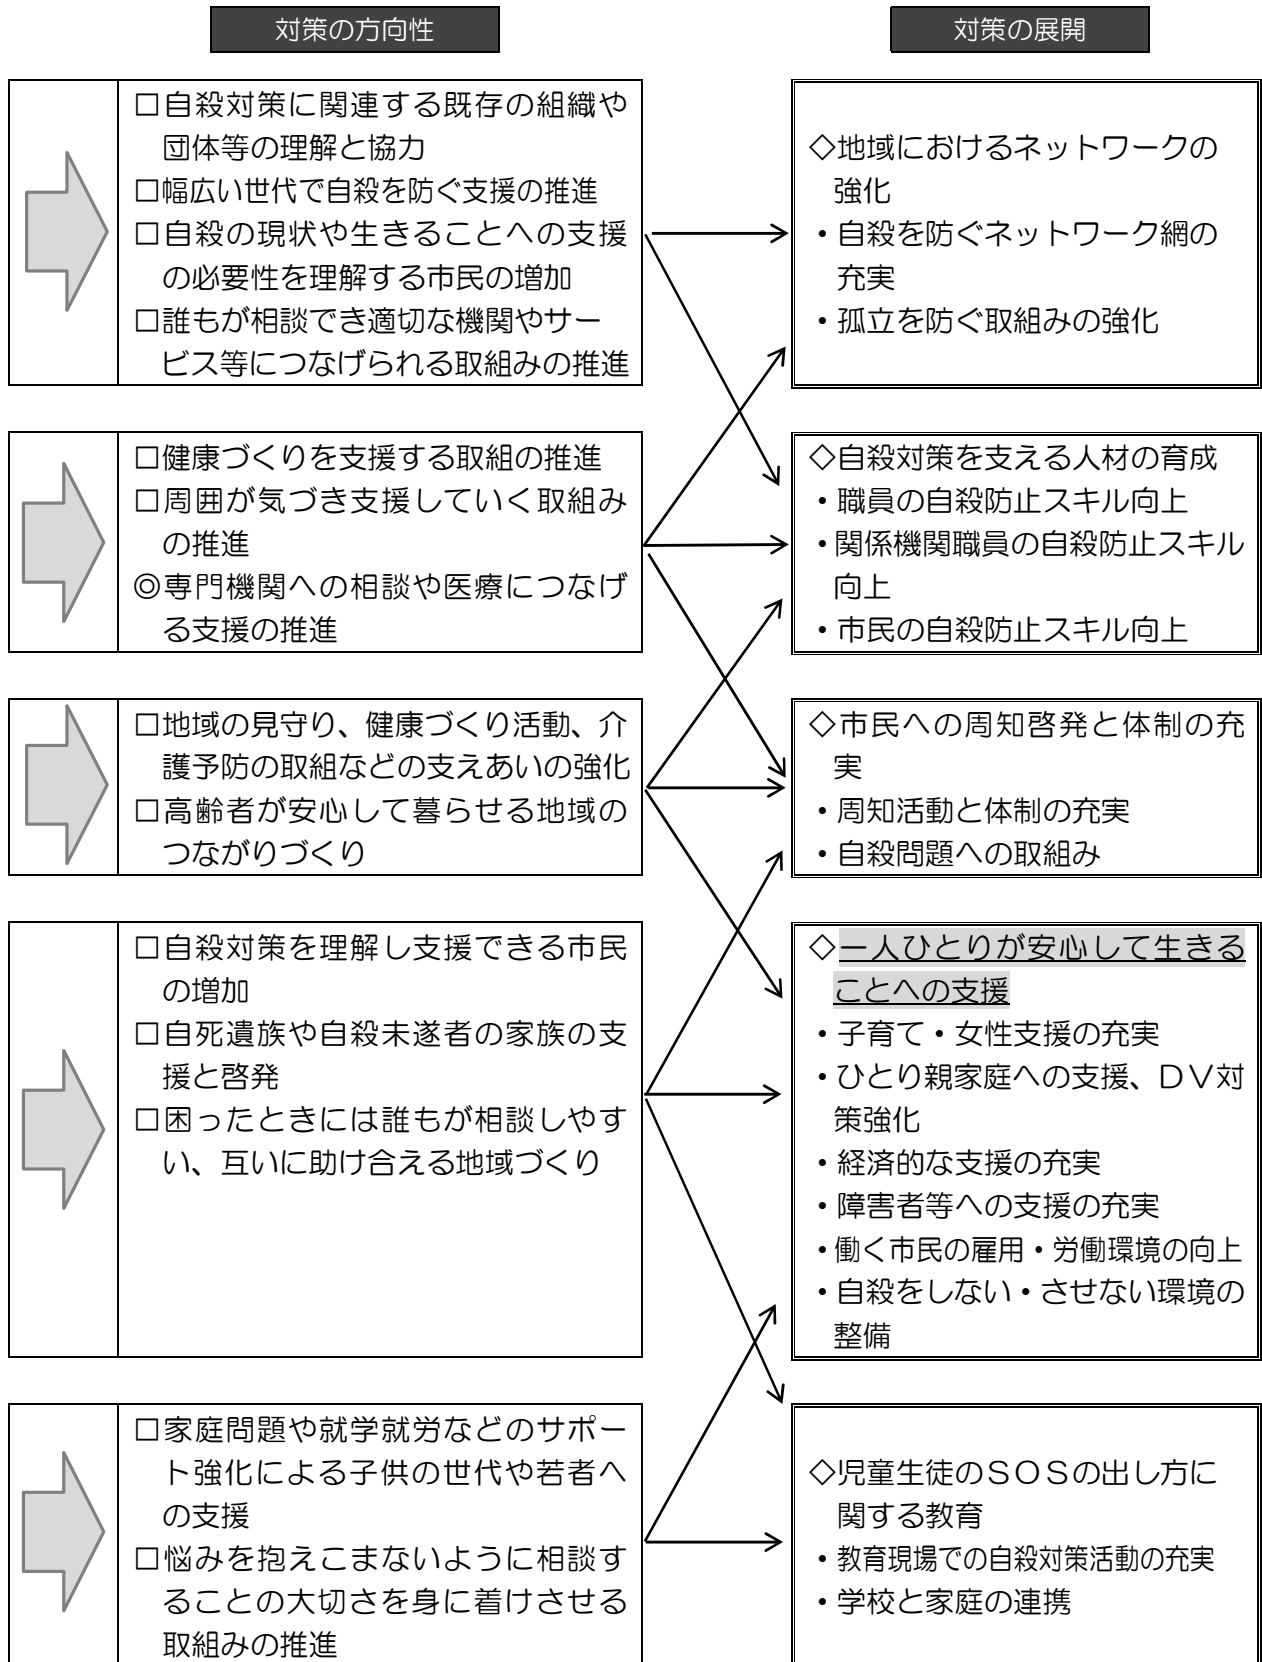 対策の方向性
対策の展開
□自殺対策に関連する既存の組織や
団体等の理解と協力
□幅広い世代で自殺を防ぐ支援の推進
□自殺の現状や生きることへの支援
の必要性を理解する市民の増加
□誰もが相談でき適切な機関やサー
ビス等につなげられる取組みの推進
◇地域におけるネットワークの
強化
・自殺を防ぐネットワーク網の
充実
・孤立を防ぐ取組みの強化
□健康づくりを支援する取組の推進
□周囲が気づき支援していく取組み
の推進
◎専門機関への相談や医療につなげ
る支援の推進
◇自殺対策を支える人材の育成
・職員の自殺防止スキル向上
・関係機関職員の自殺防止スキル
向上
・市民の自殺防止スキル向上
□地域の見守り、健康づくり活動、介
護予防の取組などの支えあいの強化
□高齢者が安心して暮らせる地域の
つながりづくり
◇市民への周知啓発と体制の充
実
・周知活動と体制の充実
・自殺問題への取組み
□自殺対策を理解し支援できる市民
の増加
□自死遺族や自殺未遂者の家族の支
援と啓発
□困ったときには誰もが相談しやす
い、互いに助け合える地域づくり
◇一人ひとりが安心して生きる
ことへの支援
・子育て・女性支援の充実
・ひとり親家庭への支援、DV対
策強化
・経済的な支援の充実
・障害者等への支援の充実
・働く市民の雇用・労働環境の向上
・自殺をしない・させない環境の
整備
□家庭問題や就学就労などのサポー
ト強化による子供の世代や若者へ
の支援
□悩みを抱えこまないように相談す
ることの大切さを身に着けさせる
取組みの推進
◇児童生徒のSOSの出し方に
関する教育
・教育現場での自殺対策活動の充実
・学校と家庭の連携